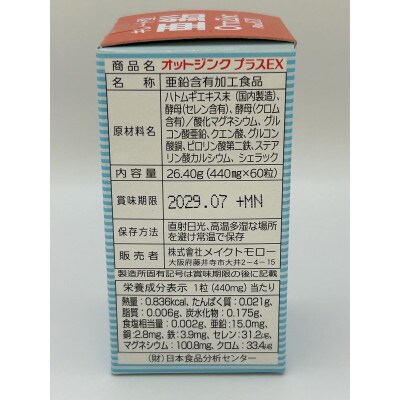 商品名 オットジンク プラスEX
名称 亜鉛含有加工食品
原材料名 ハトムギエキス末(国内製造)、
酵母(セレン含有)、酵母(クロム
含有)/酸化マグネシウム、グル
コン酸亜鉛、クエン酸、グルコン
酸銅、ピロリン酸第二鉄、ステア
リン酸カルシウム、シェラック
内容量 26.40g(440mg×60粒)
賞味期限 2029.07 +MN
保存方法 直射日光、高温多湿な場所
を避け常温で保存
販売者 株式会社メイクトモロー
大阪府藤井寺市大井2-4-15
製造所固有記号は賞味期限の後に記載
栄養成分表示 1粒(440mg)当たり
熱量:0.836kcal、たんぱく質:0.021g、
脂質:0.006g、炭水化物:0.175g、
食塩相当量:0.002g、亜鉛:15.0mg、
銅:2.8mg、鉄:3.9mg、セレン:31.2μg、
マグネシウム:100.8mg、クロム:33.4μg
(財)日本食品分析センター